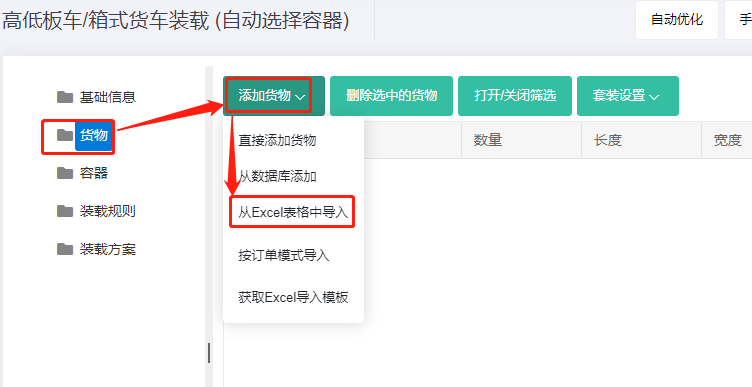 高低板车/箱式货车装载 (自动选择容器)
自动优化
手
基础信息
货物
容器
装载规则
装载方案
添加货物
删除选中的货物
打开/关闭筛选
套装设置
数量
长度
宽度
直接添加货物
从数据库添加
从Excel表格中导入
按订单模式导入
获取Excel导入模板